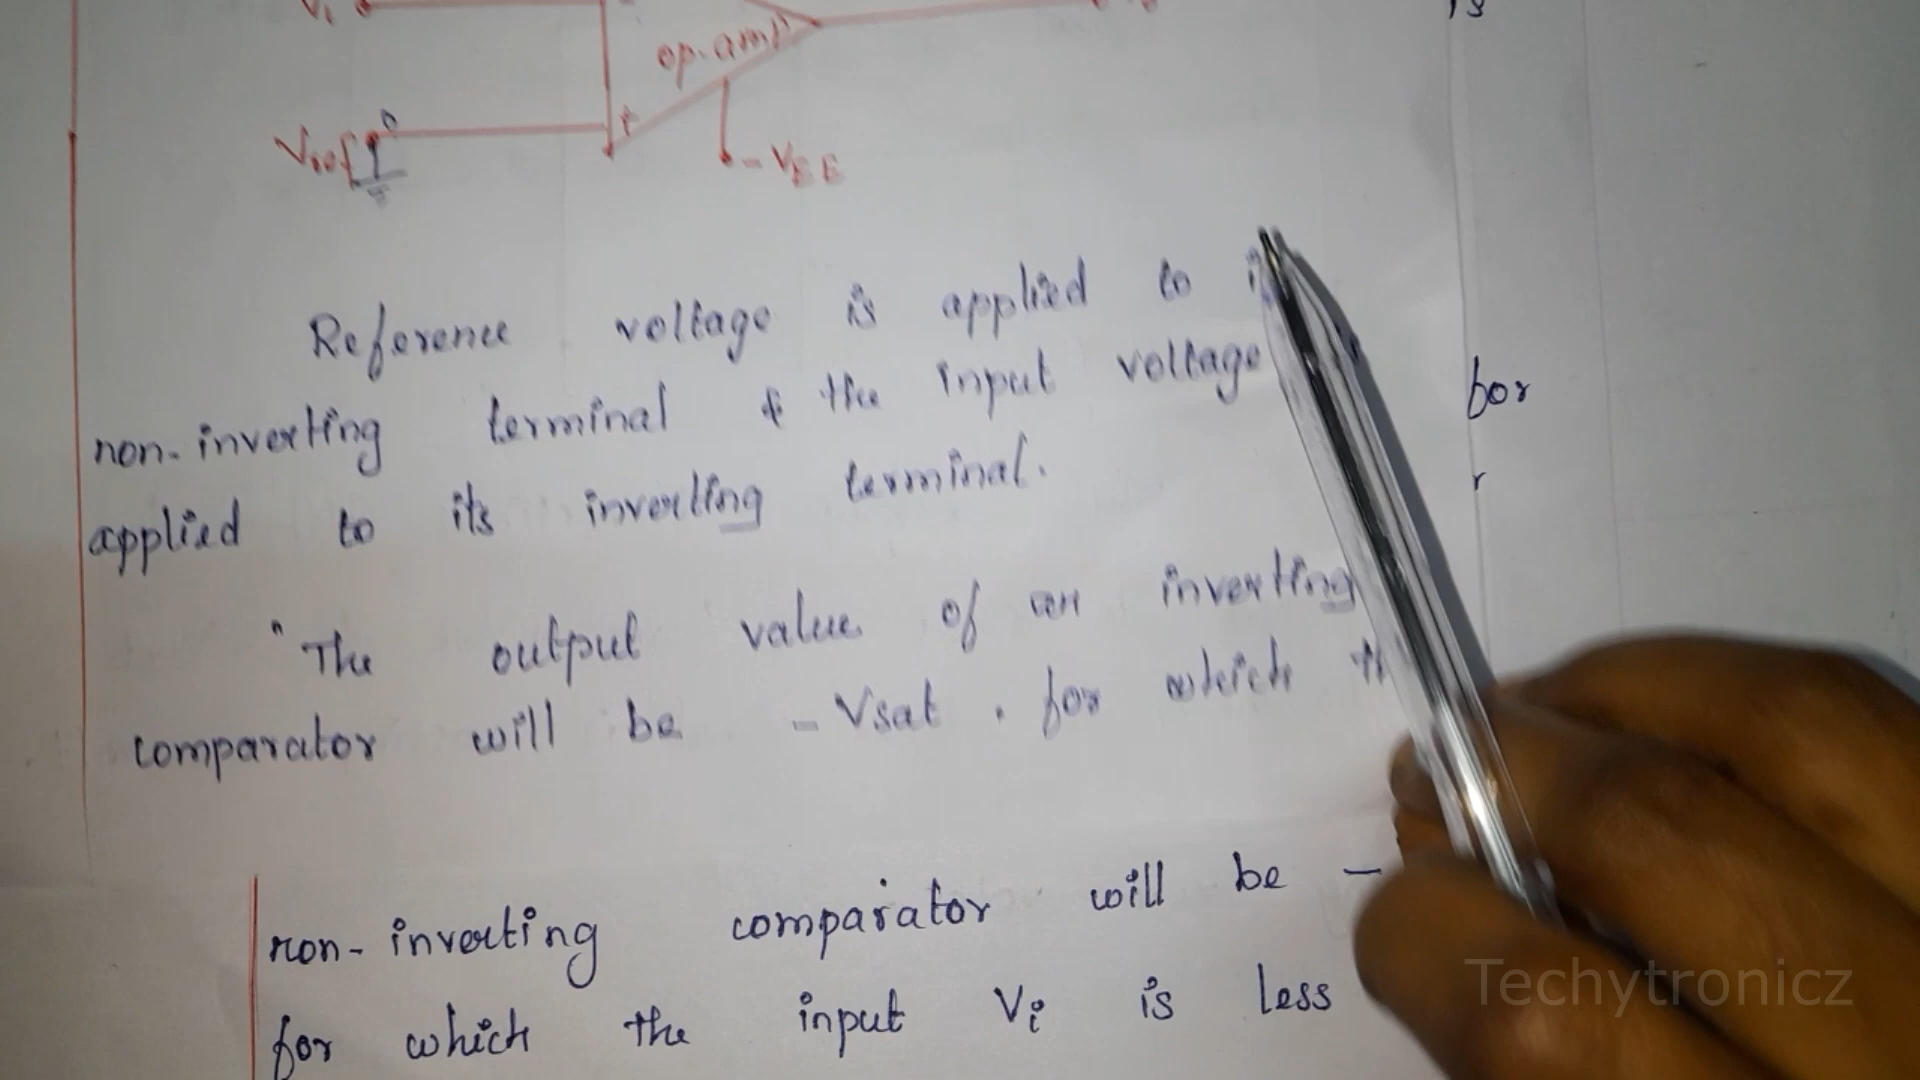 Vi
op-amp
is
Vref
+
-VEE
Reference voltage is applied to
non-inverting terminal & the input voltage
for
applied to its inverting terminal.
r
"The output value of an inverting
comparator will be -Vsat. for which
non-inverting comparator will be -
for which the input Vi is less
Techytronicz